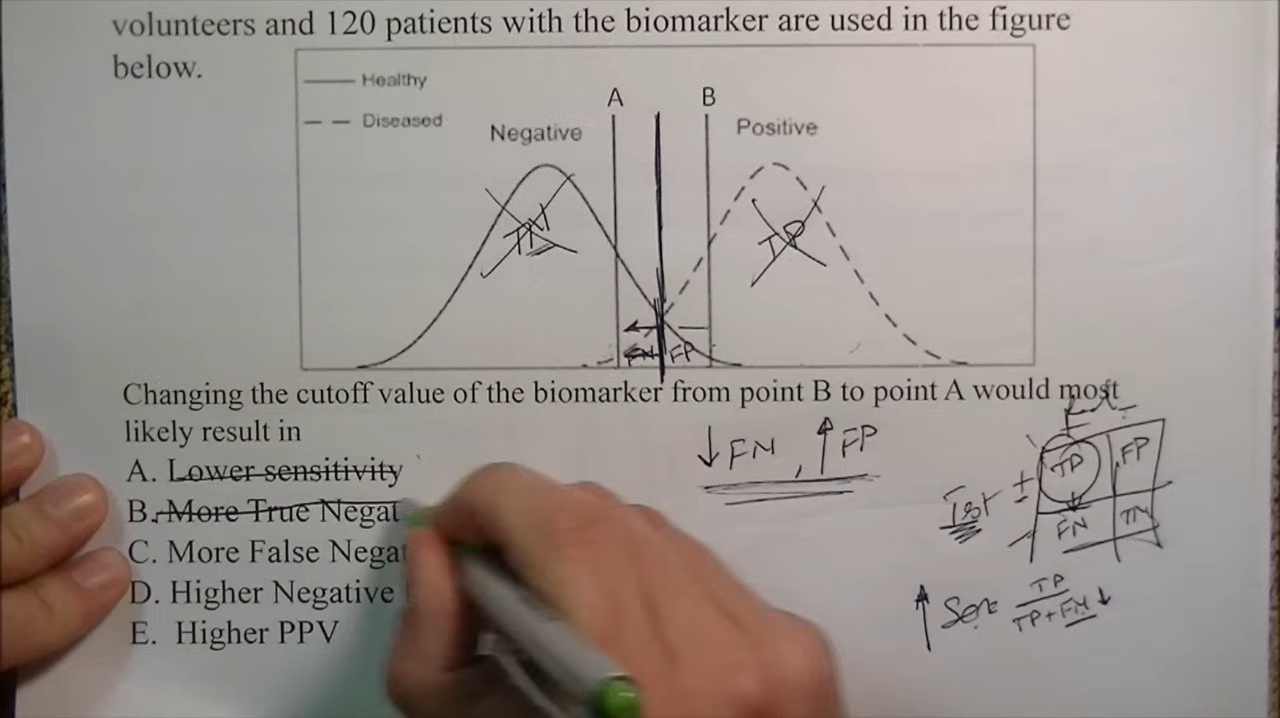 volunteers and 120 patients with the biomarker are used in the figure
below.
Healthy
Diseased
Negative
A
B
Positive
TN
TP
FN FP
Changing the cutoff value of the biomarker from point B to point A would most
likely result in
A. Lower sensitivity
B. More True Negat
C. More False Negat
D. Higher Negative
E. Higher PPV
↓ FN, ↑ FP
Test + -
TP FP
FN TN
↑ Sen: TP
TP+FN ↓